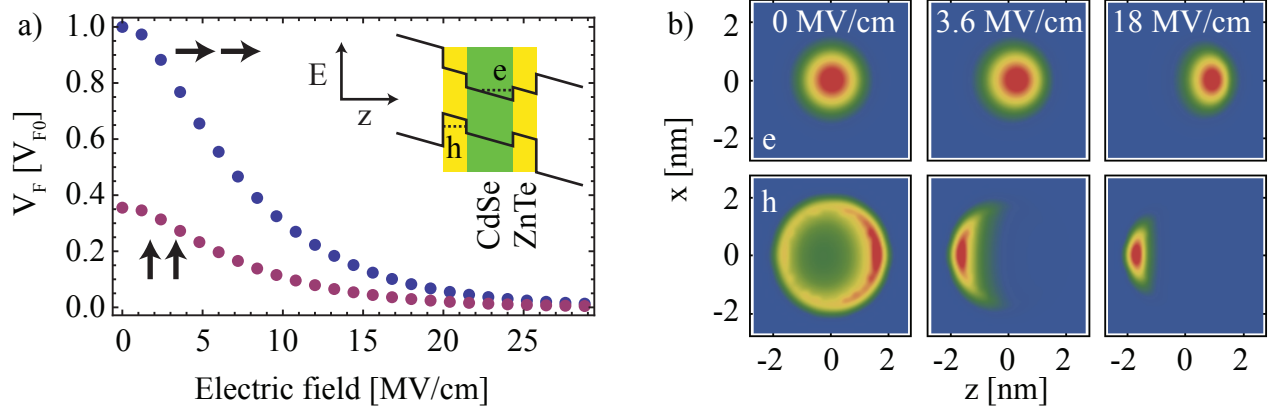 a)
V_F [V_F0]
1.0
0.8
0.6
0.4
0.2
0.0
0
5
10
15
20
25
Electric field [MV/cm]
E
z
e
h
CdSe
ZnTe
b)
x [nm]
2
0
-2
2
0
-2
0 MV/cm
3.6 MV/cm
18 MV/cm
e
h
-2 0 2
-2 0 2
-2 0 2
z [nm]